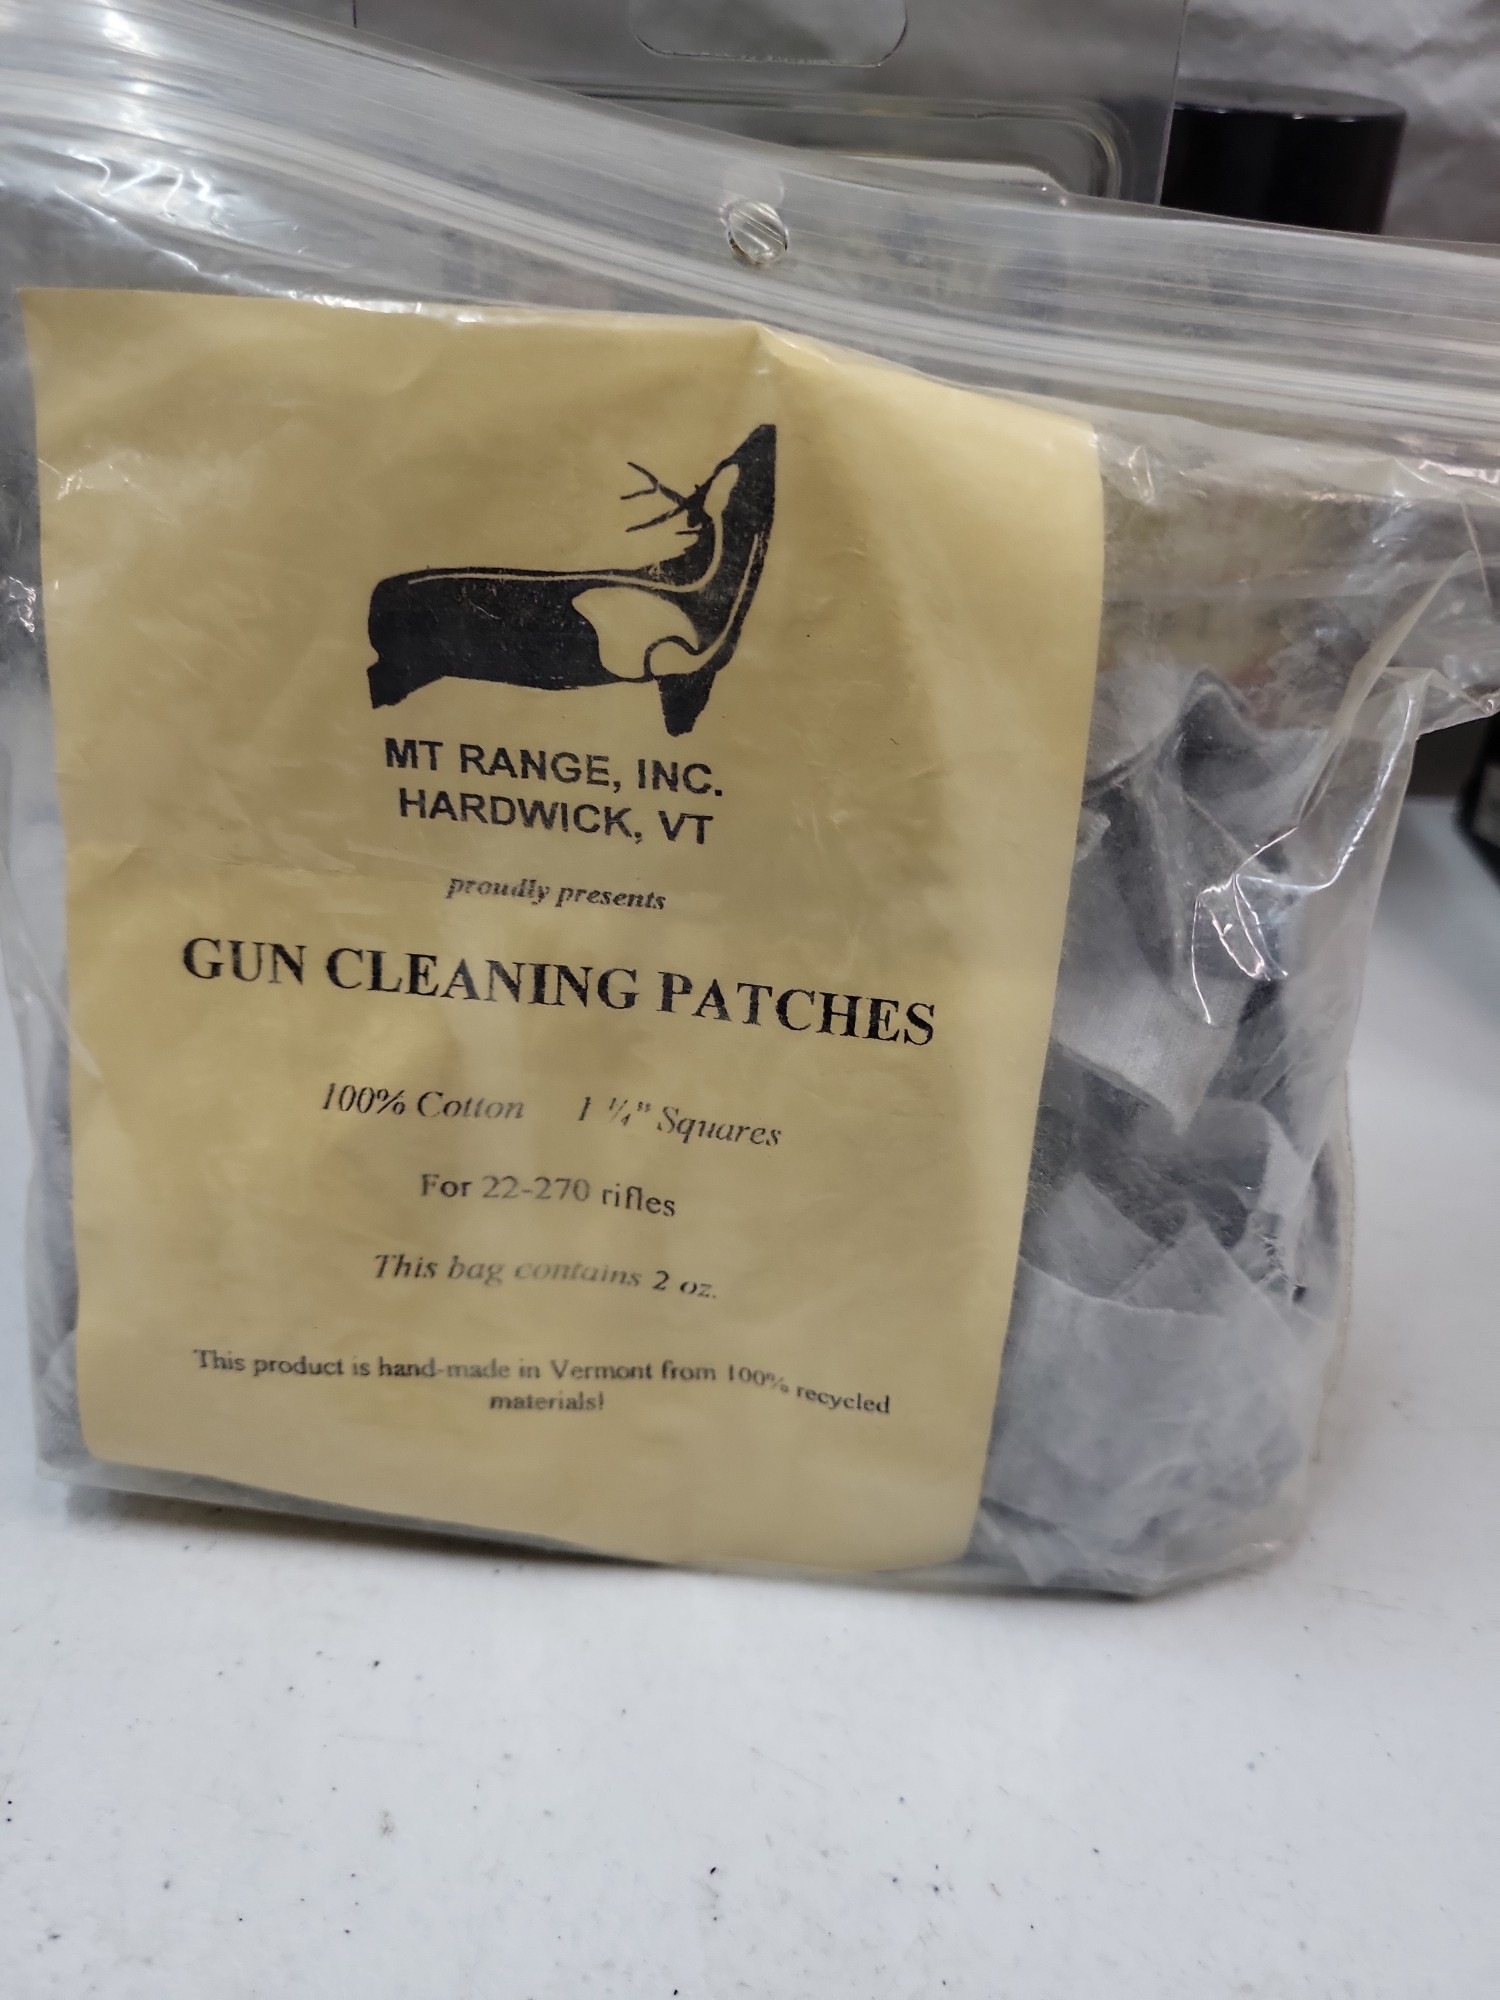 MT RANGE, INC.
HARDWICK, VT
proudly presents
GUN CLEANING PATCHES
100% Cotton 1 ¼" Squares
For 22-270 rifles
This bag contains 2 oz.
This product is hand-made in Vermont from 100% recycled
materials!